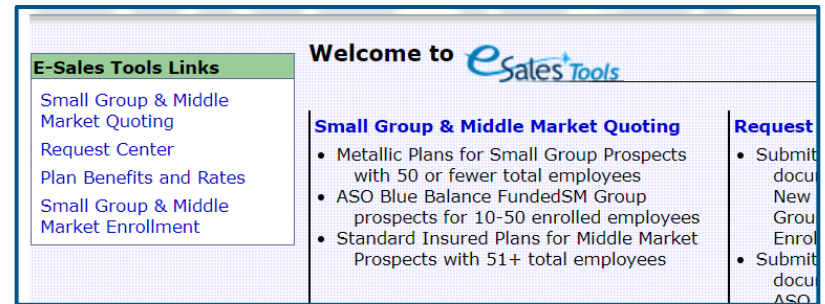 E-Sales Tools Links
Small Group & Middle
Market Quoting
Request Center
Plan Benefits and Rates
Small Group & Middle
Market Enrollment
Welcome to eSales Tools
Small Group & Middle Market Quoting
• Metallic Plans for Small Group Prospects
with 50 or fewer total employees
• ASO Blue Balance FundedSM Group
prospects for 10-50 enrolled employees
• Standard Insured Plans for Middle Market
Prospects with 51+ total employees
Request
• Submit
docu
New
Grou
Enrol
• Submit
docu
ASO